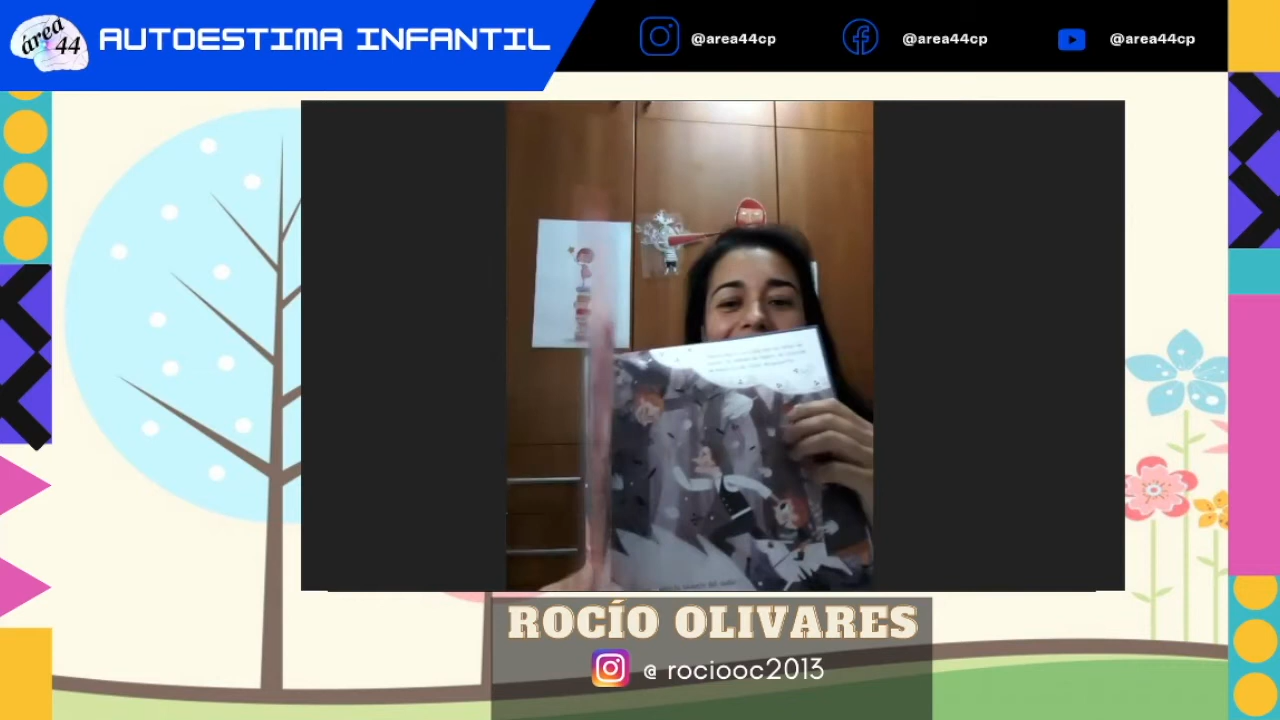 área
44
AUTOESTIMA INFANTIL
@area44cp
@area44cp
@area44cp
ROCÍO OLIVARES
@ rociooc2013